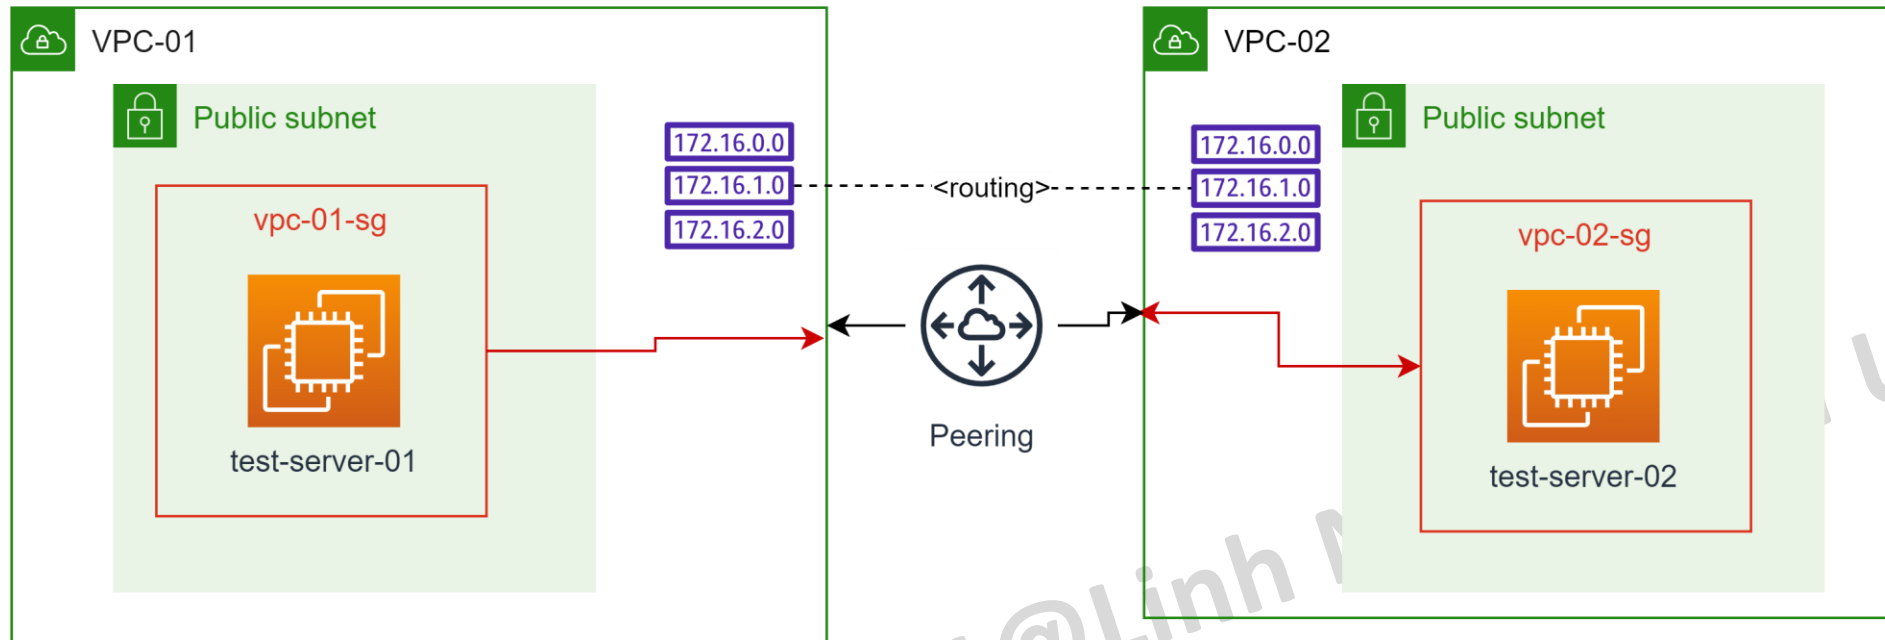 VPC-01
Public subnet
vpc-01-sg
test-server-01
172.16.0.0
172.16.1.0
172.16.2.0
<routing>
Peering
VPC-02
172.16.0.0
172.16.1.0
172.16.2.0
Public subnet
vpc-02-sg
test-server-02
@Linh